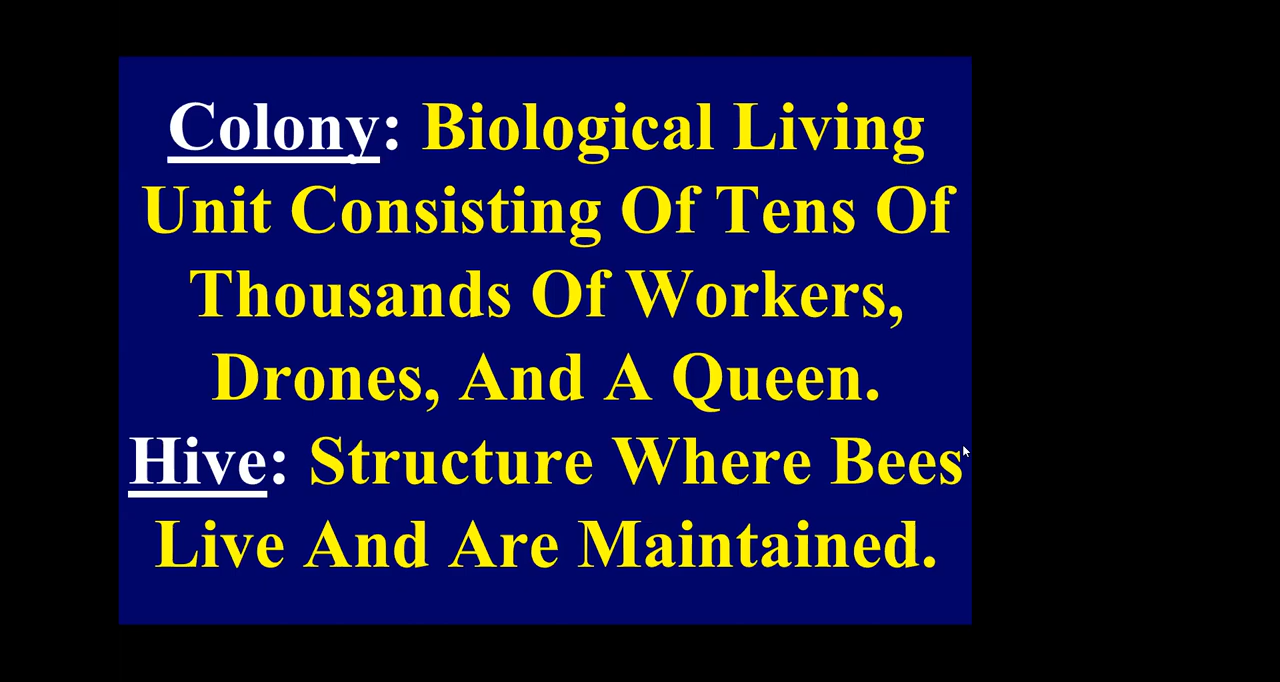 Colony: Biological Living
Unit Consisting Of Tens Of
Thousands Of Workers,
Drones, And A Queen.
Hive: Structure Where Bees
Live And Are Maintained.